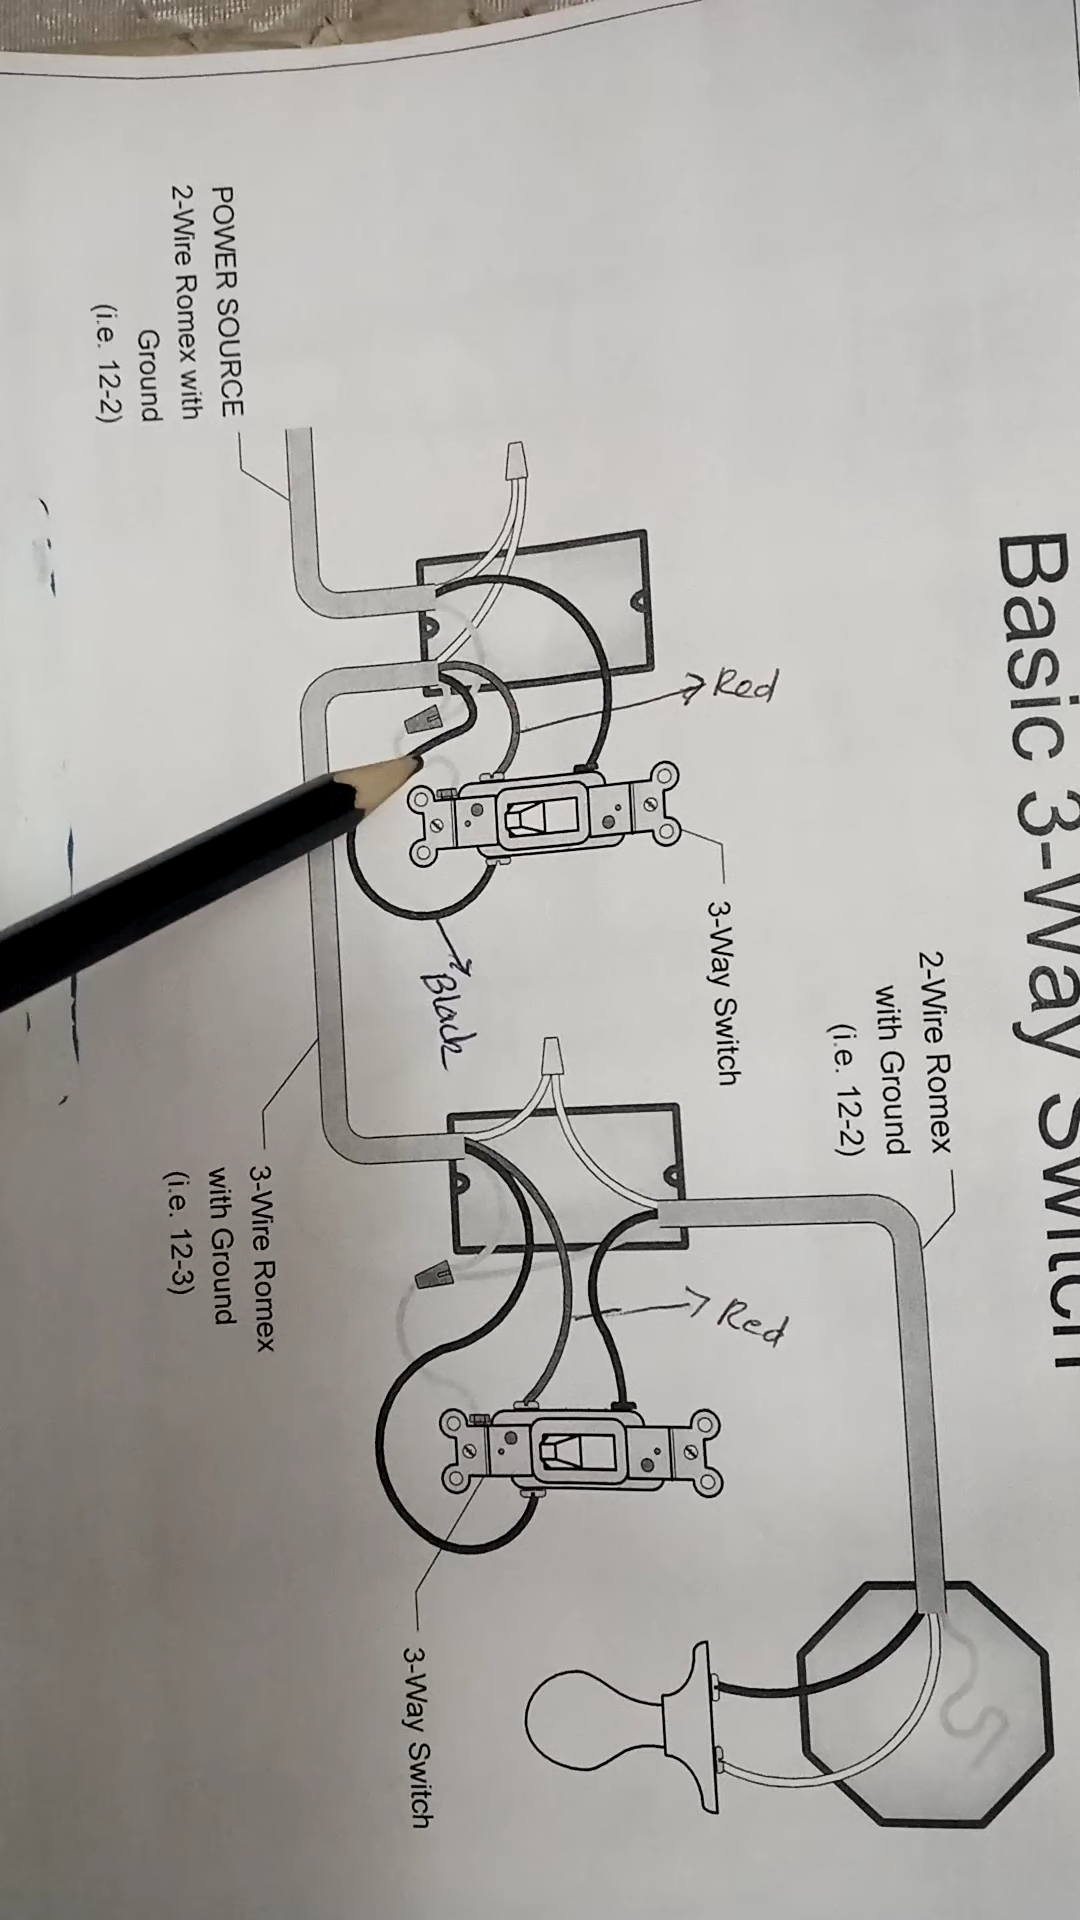 Basic 3-Way Switch
2-Wire Romex
with Ground
(i.e. 12-2)
3-Way Switch
Red
Red
Black
POWER SOURCE
2-Wire Romex with
Ground
(i.e. 12-2)
3-Wire Romex
with Ground
(i.e. 12-3)
3-Way Switch